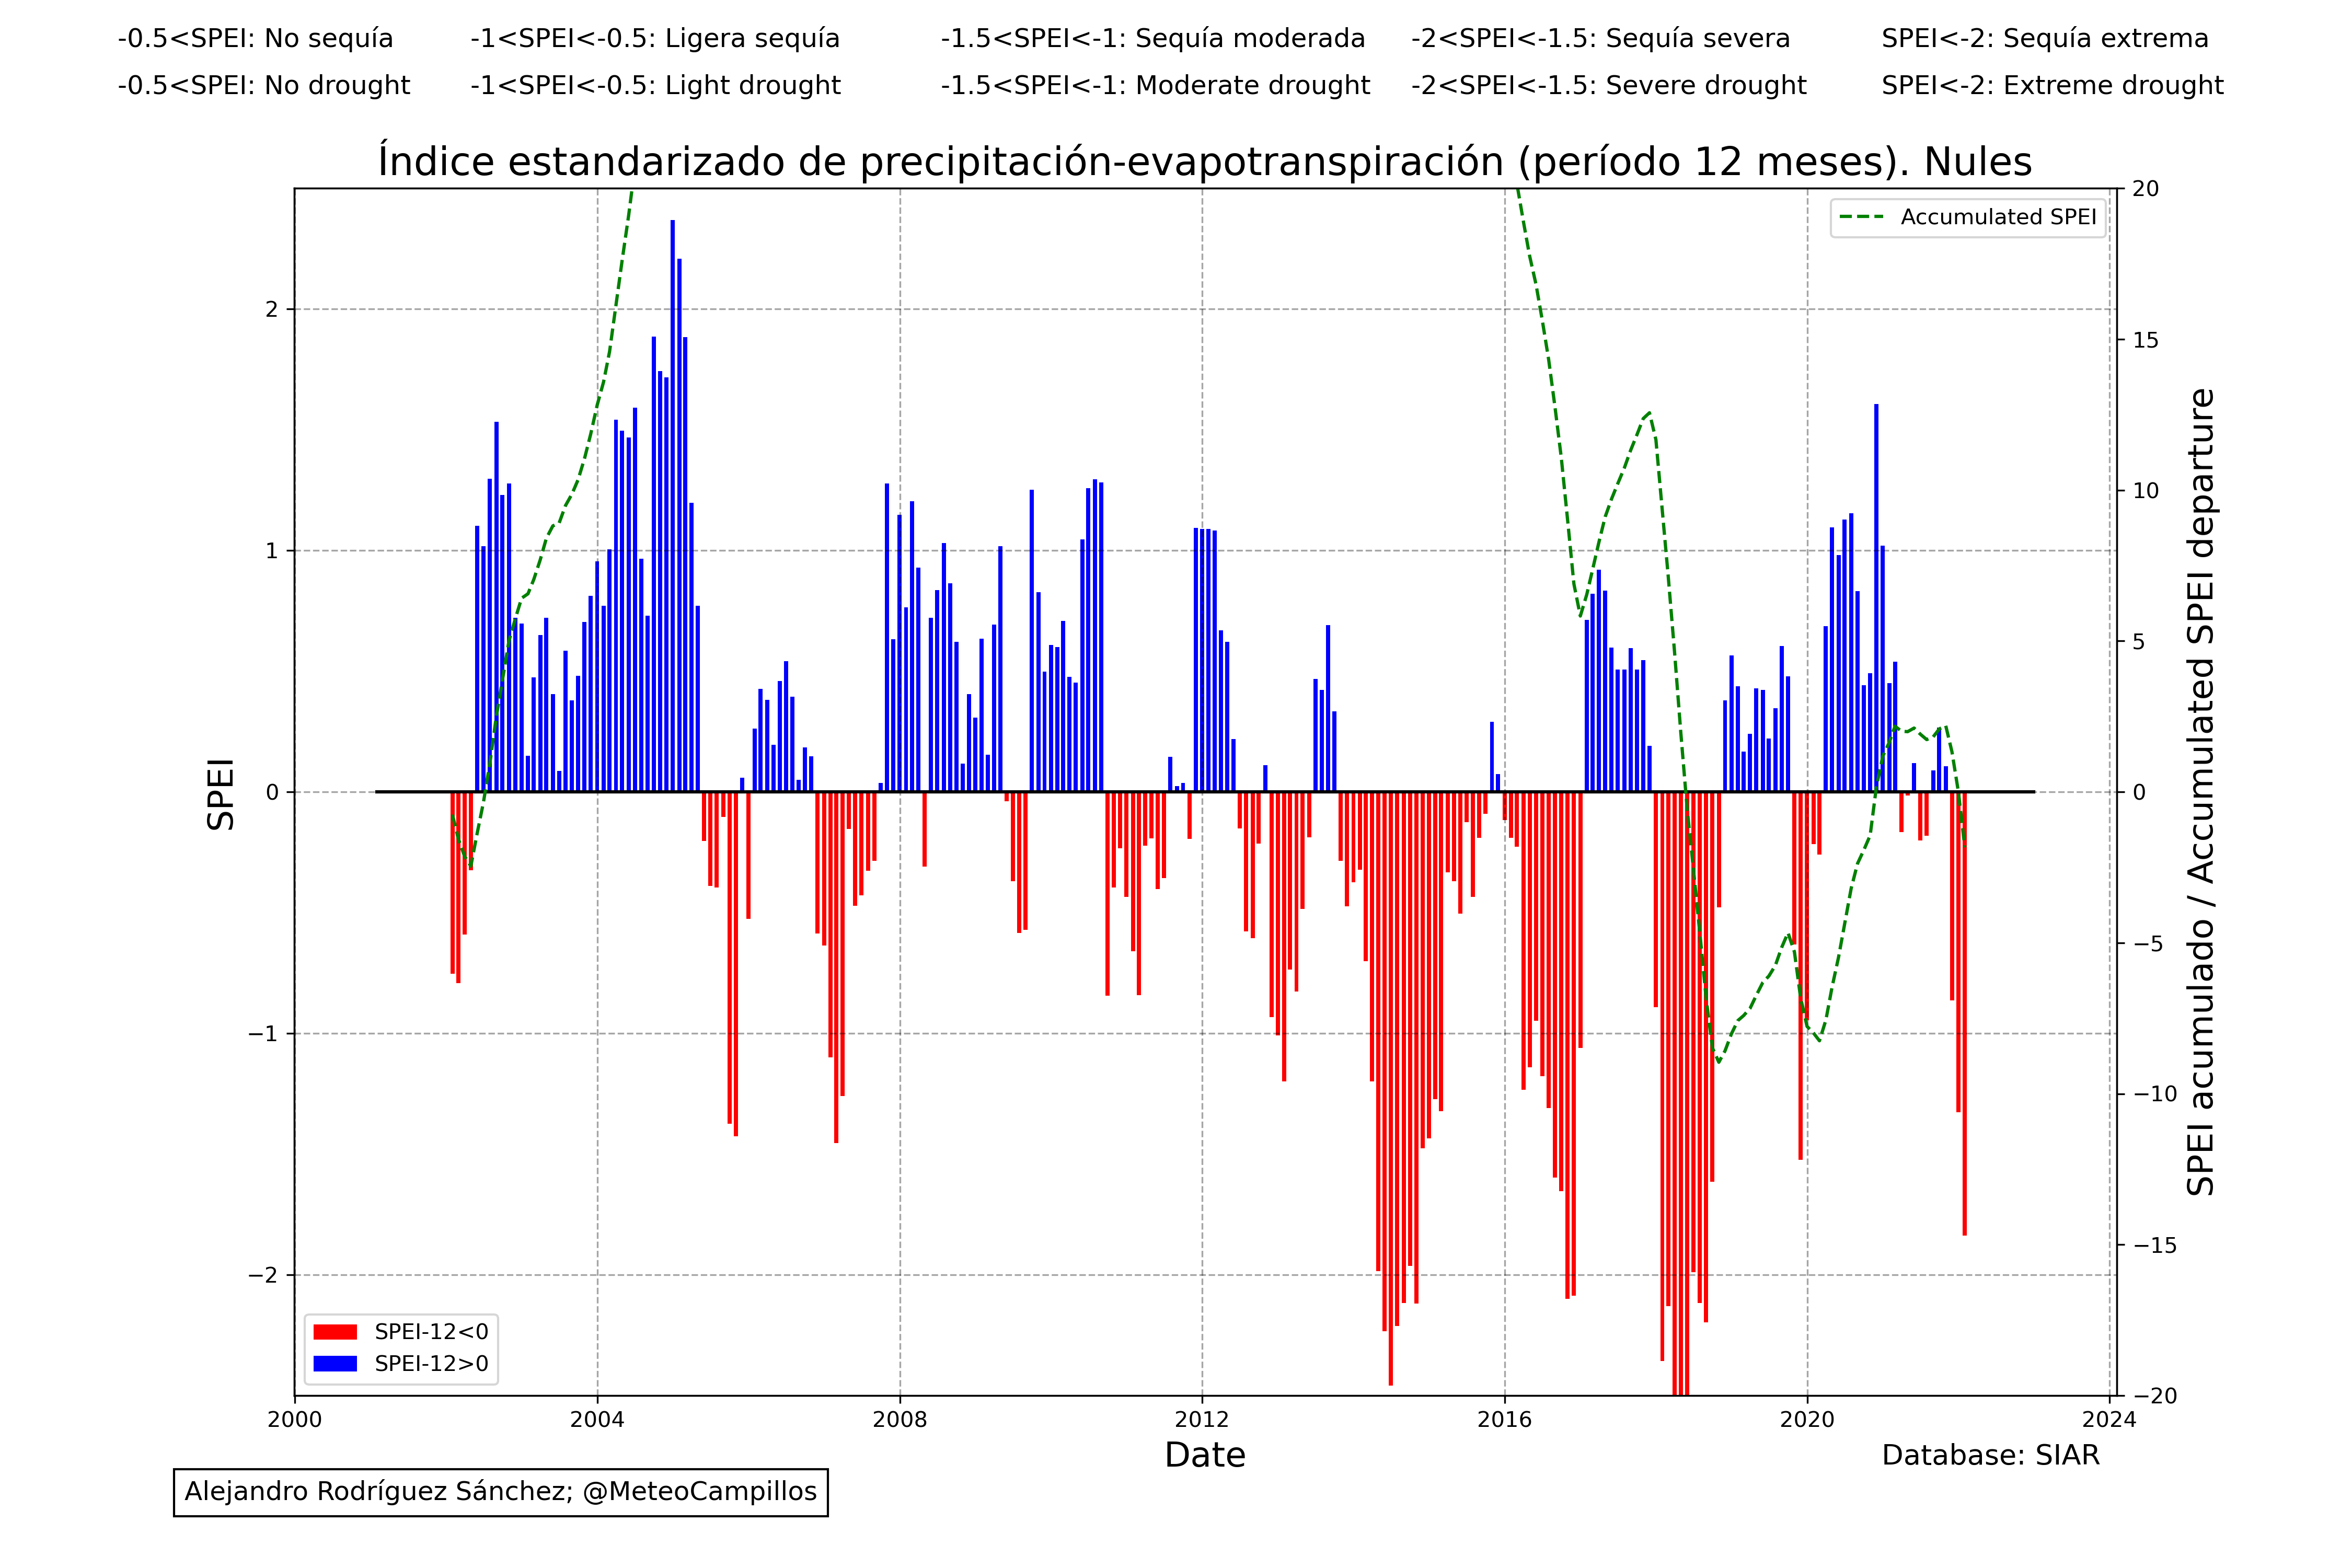 -0.5<SPEI: No sequía -1<SPEI<-0.5: Ligera sequía -1.5<SPEI<-1: Sequía moderada -2<SPEI<-1.5: Sequía severa SPEI<-2: Sequía extrema
-0.5<SPEI: No drought -1<SPEI<-0.5: Light drought -1.5<SPEI<-1: Moderate drought -2<SPEI<-1.5: Severe drought SPEI<-2: Extreme drought
Índice estandarizado de precipitación-evapotranspiración (período 12 meses). Nules
Accumulated SPEI
SPEI
2
1
0
−1
−2
20
15
10
5
0
−5
−10
−15
−20
SPEI acumulado / Accumulated SPEI departure
SPEI-12<0
SPEI-12>0
2000 2004 2008 2012 2016 2020 2024
Date
Database: SIAR
Alejandro Rodríguez Sánchez; @MeteoCampillos